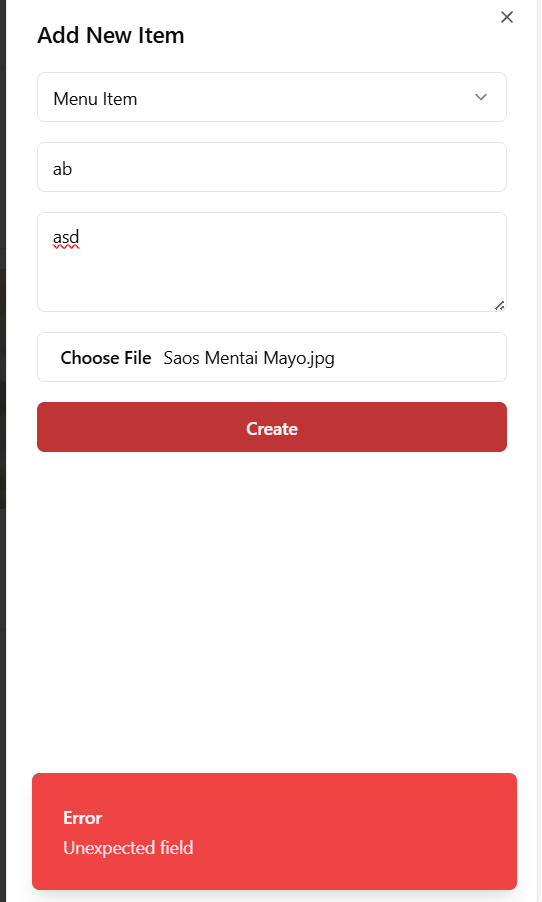 Add New Item
Menu Item
ab
asd
Choose File Saos Mentai Mayo.jpg
Create
Error
Unexpected field